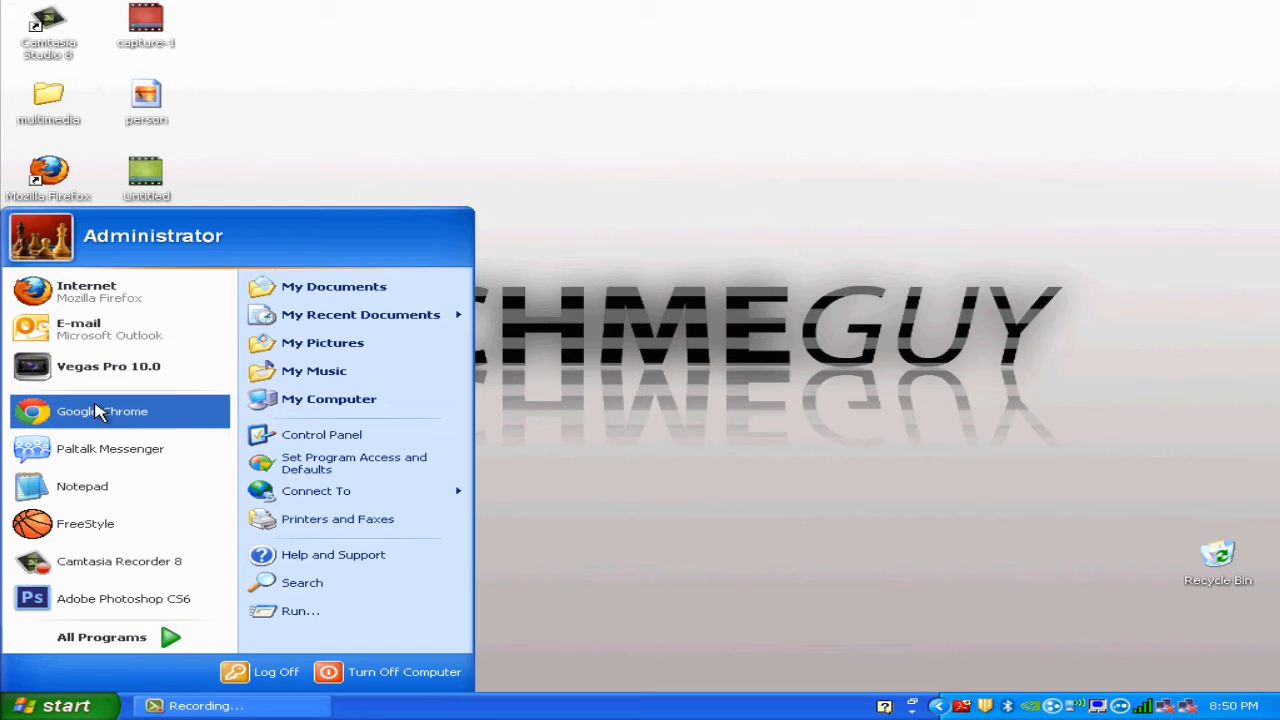 Camtasia
Studio 8
capture-1
multimedia
person
Mozilla Firefox
Untitled
Administrator
Internet
Mozilla Firefox
E-mail
Microsoft Outlook
Vegas Pro 10.0
Google Chrome
Paltalk Messenger
Notepad
FreeStyle
Camtasia Recorder 8
Ps
Adobe Photoshop CS6
All Programs
My Documents
My Recent Documents
My Pictures
My Music
My Computer
Control Panel
Set Program Access and
Defaults
Connect To
Printers and Faxes
Help and Support
Search
Run...
Log Off
Turn Off Computer
CHMEGUY
Recycle Bin
start
Recording...
8:50 PM